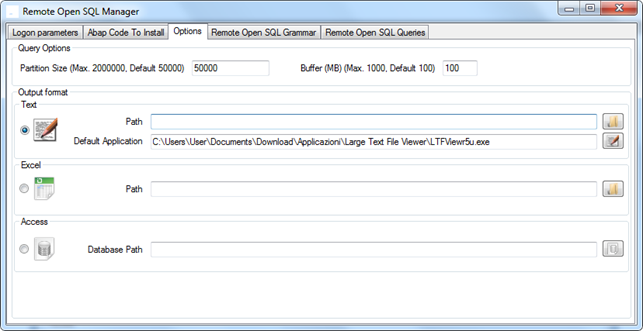 Remote Open SQL Manager
Logon parameters Abap Code To Install Options Remote Open SQL Grammar Remote Open SQL Queries
Query Options
Partition Size (Max. 2000000, Default 50000) 50000 Buffer (MB) (Max. 1000, Default 100) 100
Output format
Text
Path
Default Application C:\Users\User\Documents\Download\Applicazioni\Large Text File Viewer\LTFViewr5u.exe
Excel
Path
Access
Database Path